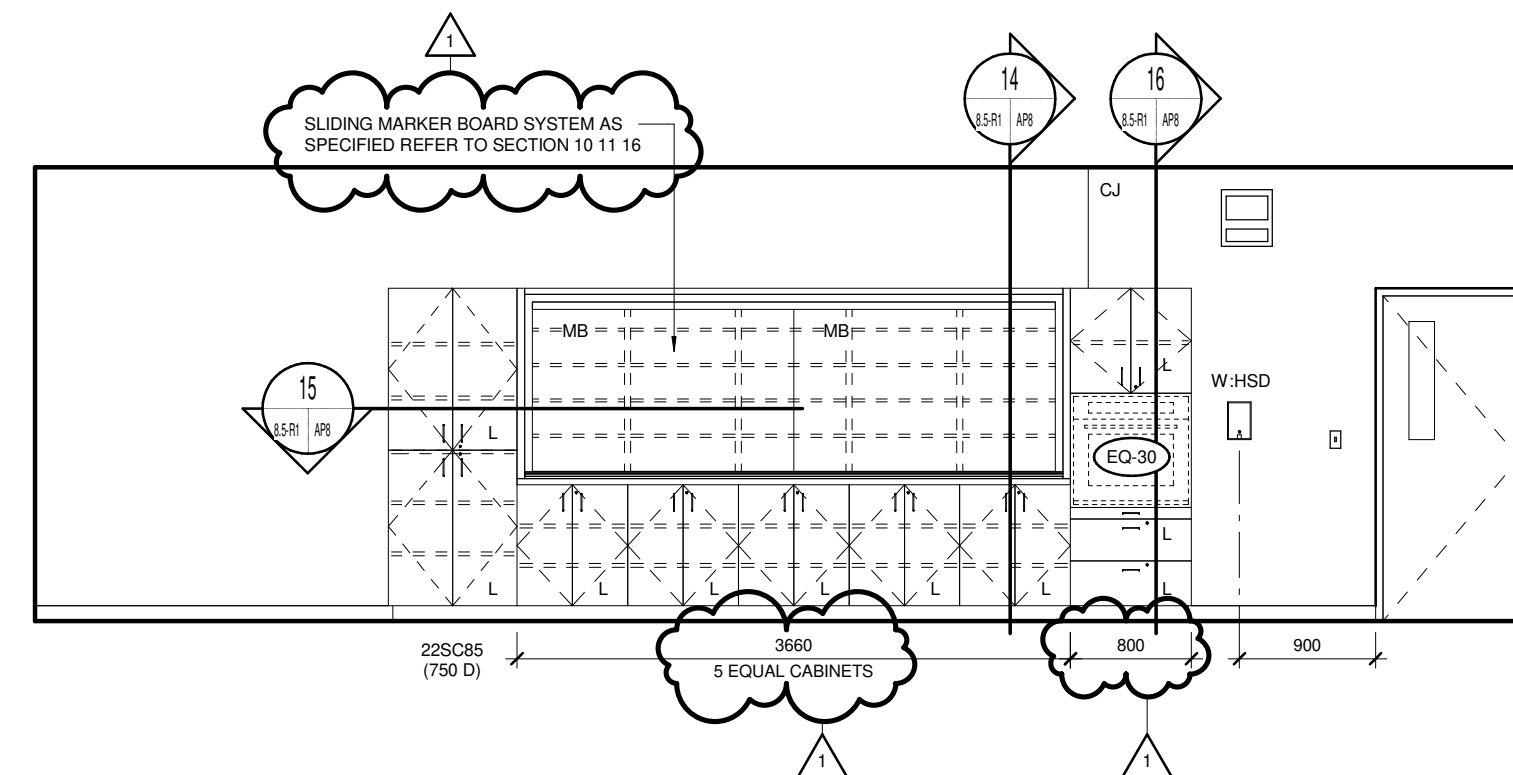 1
SLIDING MARKER BOARD SYSTEM AS
SPECIFIED REFER TO SECTION 10 11 16
14
8.5-R1 AP8
16
8.5-R1 AP8
CJ
MB
MB
L
W:HSD
15
8.5-R1 AP8
L
EQ-30
L
L
L
L
L
L
L
L
22SC85
(750 D)
3660
5 EQUAL CABINETS
800
900
1
1